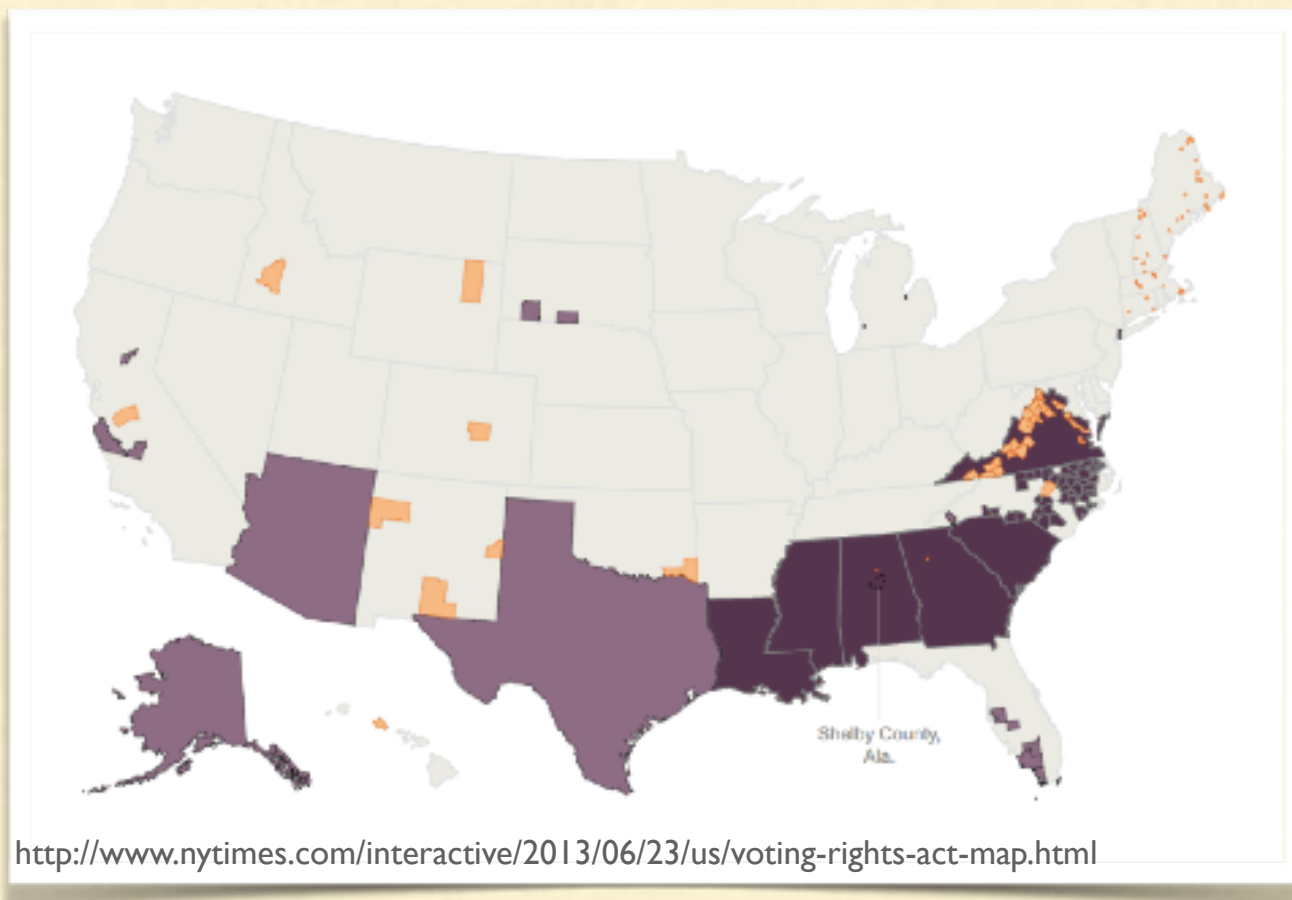 Shelby County,
Ala.
http://www.nytimes.com/interactive/2013/06/23/us/voting-rights-act-map.html